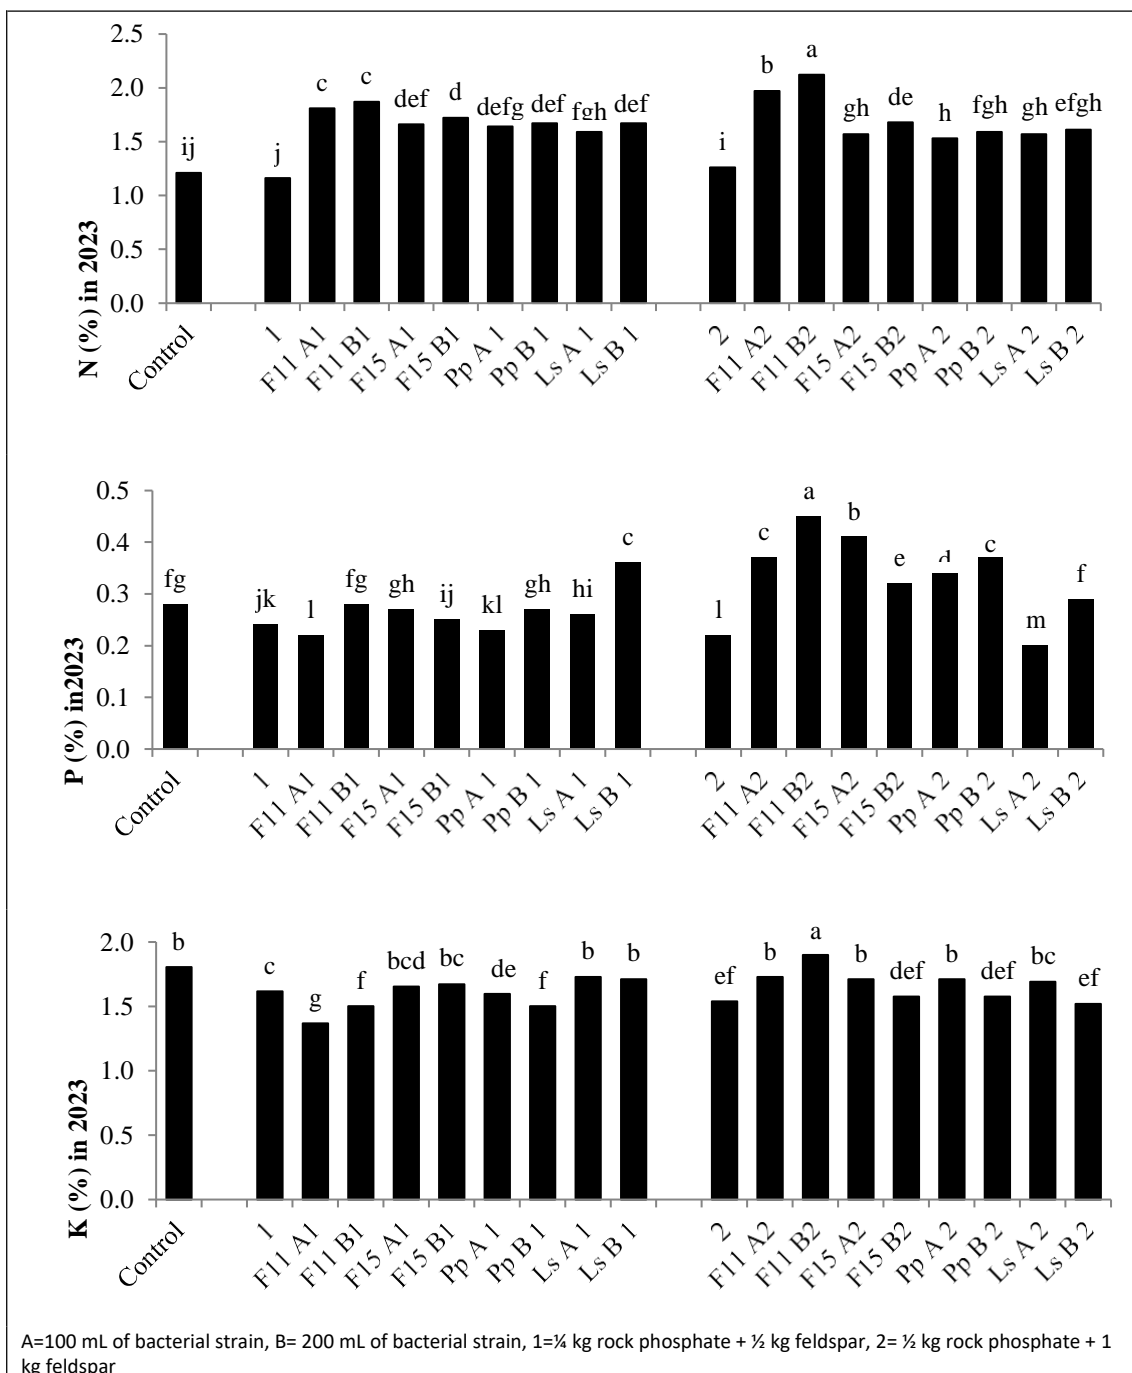 N (%) in 2023
2.5
2.0
1.5
1.0
0.5
0.0
ij j c c def d defg def fgh def i b a gh de h fgh gh efgh
Control 1 F11 A1 F11 B1 F15 A1 F15 B1 Pp A 1 Pp B 1 Ls A 1 Ls B 1 2 F11 A2 F11 B2 F15 A2 F15 B2 Pp A 2 Pp B 2 Ls A 2 Ls B 2
P (%) in2023
0.5
0.4
0.3
0.2
0.1
0.0
fg jk l fg gh ij kl gh hi c l c a b e d c m f
Control 1 F11 A1 F11 B1 F15 A1 F15 B1 Pp A 1 Pp B 1 Ls A 1 Ls B 1 2 F11 A2 F11 B2 F15 A2 F15 B2 Pp A 2 Pp B 2 Ls A 2 Ls B 2
K (%) in 2023
2.0
1.5
1.0
0.5
0.0
b c g f bcd bc de f b b ef b a b def b def bc ef
Control 1 F11 A1 F11 B1 F15 A1 F15 B1 Pp A 1 Pp B 1 Ls A 1 Ls B 1 2 F11 A2 F11 B2 F15 A2 F15 B2 Pp A 2 Pp B 2 Ls A 2 Ls B 2
A=100 mL of bacterial strain, B= 200 mL of bacterial strain, 1=¼ kg rock phosphate + ½ kg feldspar, 2= ½ kg rock phosphate + 1
kg feldspar